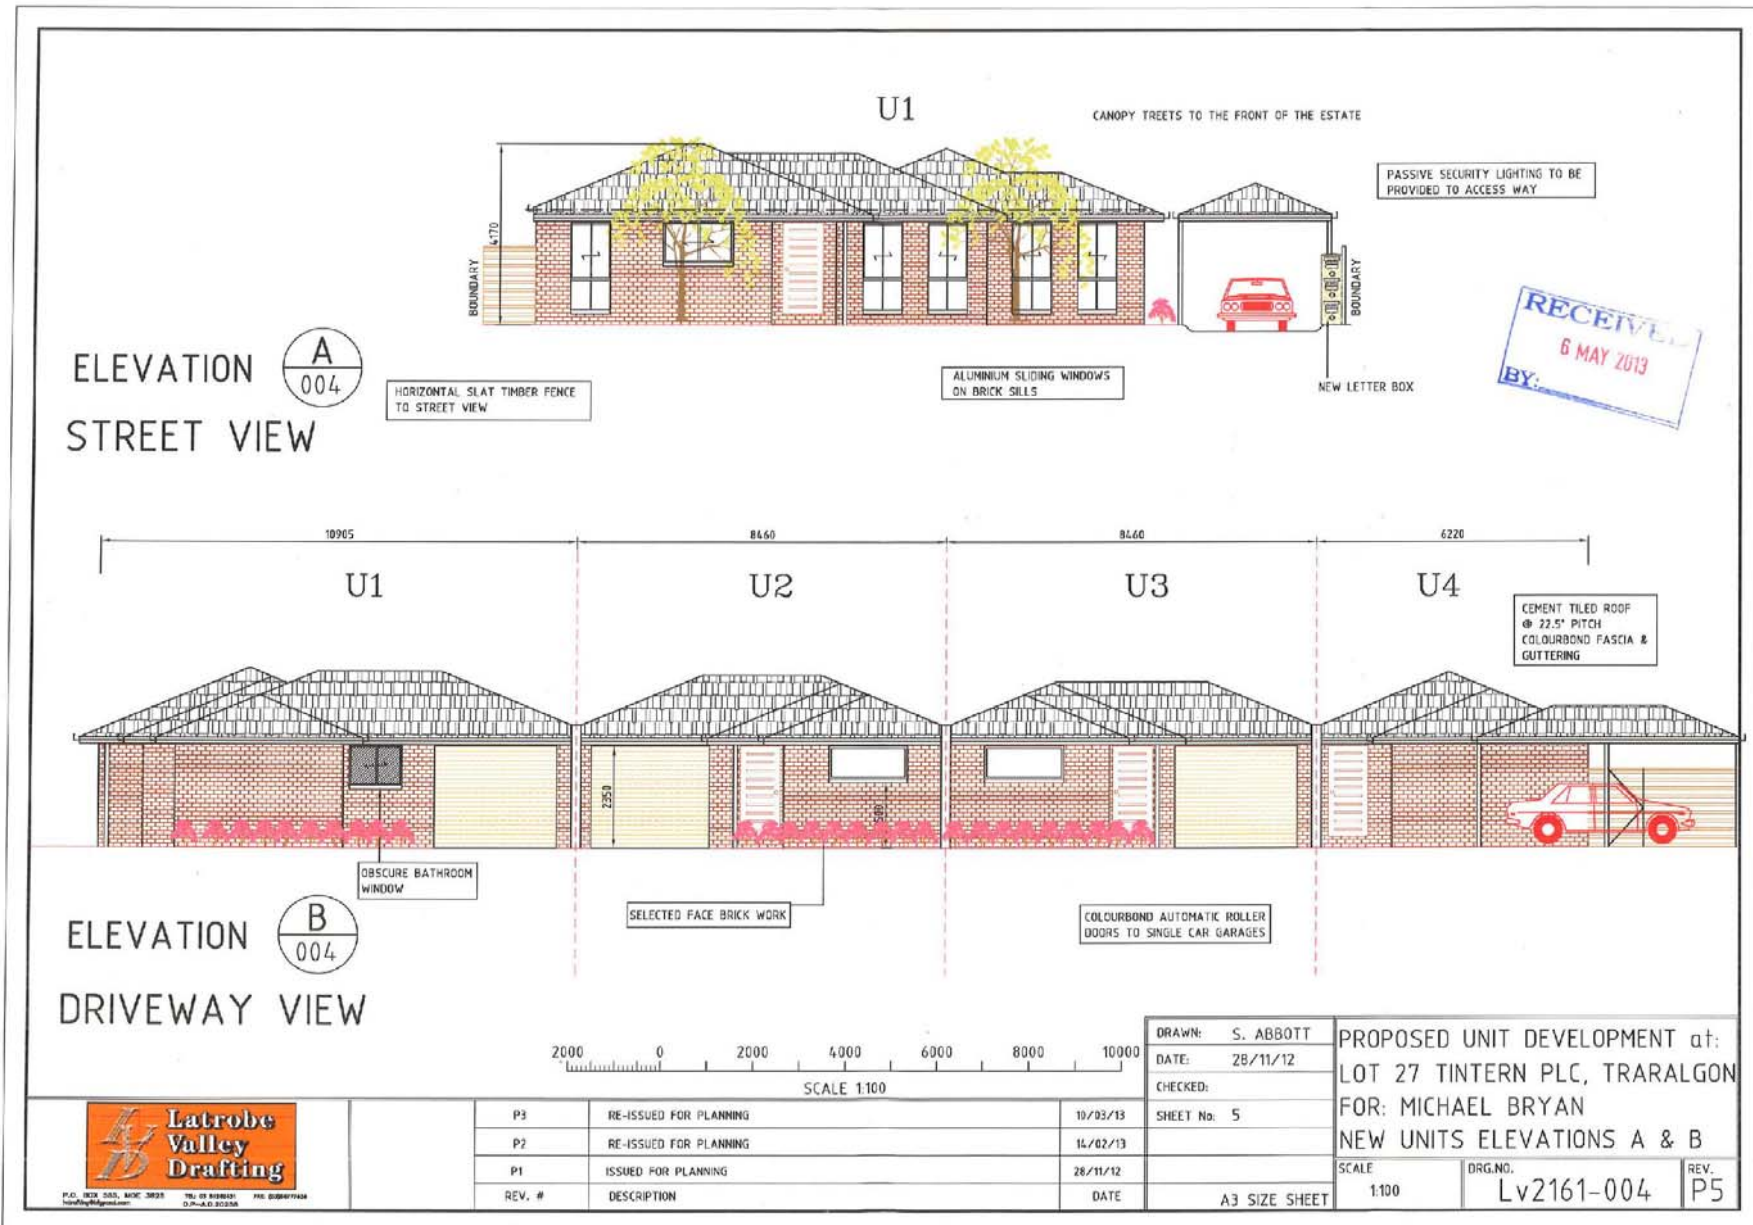 U1
CANOPY TREETS TO THE FRONT OF THE ESTATE
PASSIVE SECURITY LIGHTING TO BE
PROVIDED TO ACCESS WAY
4170
BOUNDARY
BOUNDARY
RECEIVED
6 MAY 2013
BY:
ELEVATION A
004
STREET VIEW
HORIZONTAL SLAT TIMBER FENCE
TO STREET VIEW
ALUMINIUM SLIDING WINDOWS
ON BRICK SILLS
NEW LETTER BOX
10905
8460
8460
6220
U1
U2
U3
U4
CEMENT TILED ROOF
@ 22.5° PITCH
COLOURBOND FASCIA &
GUTTERING
2350
OBSCURE BATHROOM
WINDOW
SELECTED FACE BRICK WORK
COLOURBOND AUTOMATIC ROLLER
DOORS TO SINGLE CAR GARAGES
ELEVATION B
004
DRIVEWAY VIEW
2000 0 2000 4000 6000 8000 10000
SCALE 1:100
DRAWN: S. ABBOTT
DATE: 28/11/12
CHECKED:
SHEET No: 5
A3 SIZE SHEET
PROPOSED UNIT DEVELOPMENT at:
LOT 27 TINTERN PLC, TRARALGON
FOR: MICHAEL BRYAN
NEW UNITS ELEVATIONS A & B
SCALE
1:100
DRG.NO.
Lv2161-004
REV.
P5
Latrobe
Valley
Drafting
P3 RE-ISSUED FOR PLANNING 10/03/13
P2 RE-ISSUED FOR PLANNING 14/02/13
P1 ISSUED FOR PLANNING 28/11/12
REV. # DESCRIPTION DATE